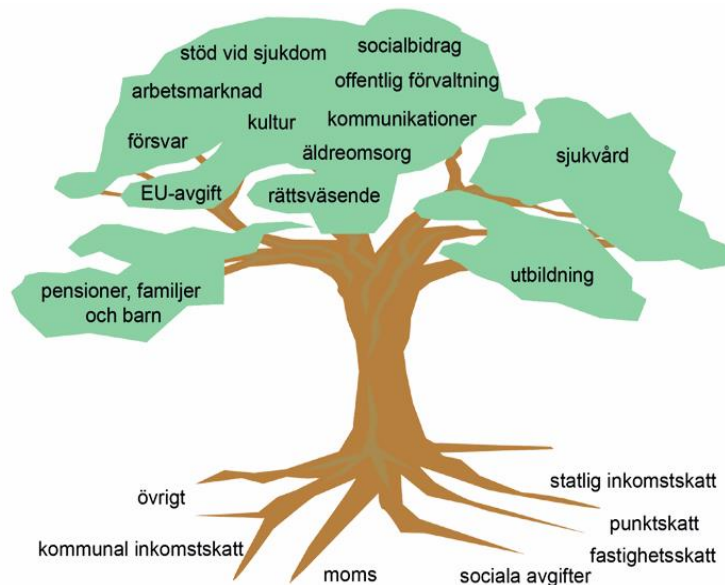 socialbidrag
stöd vid sjukdom
offentlig förvaltning
arbetsmarknad
kommunikationer
kultur
försvar
äldreomsorg
sjukvård
EU-avgift
rättsväsende
utbildning
pensioner, familjer
och barn
statlig inkomstskatt
övrigt
punktskatt
kommunal inkomstskatt
fastighetsskatt
moms
sociala avgifter